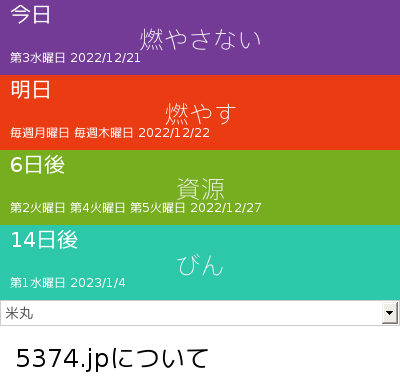 今日
燃やさない
第3水曜日 2022/12/21
明日
燃やす
毎週月曜日 毎週木曜日 2022/12/22
6日後
資源
第2火曜日 第4火曜日 第5火曜日 2022/12/27
14日後
びん
第1水曜日 2023/1/4
米丸
5374.jpについて